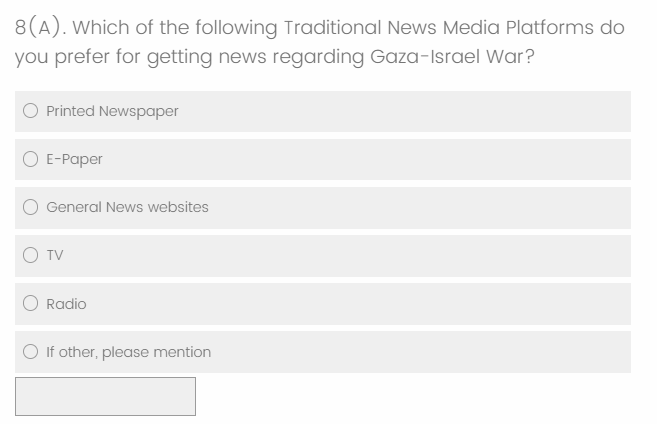 8(A). Which of the following Traditional News Media Platforms do
you prefer for getting news regarding Gaza-Israel War?
Printed Newspaper
E-Paper
General News websites
TV
Radio
If other, please mention